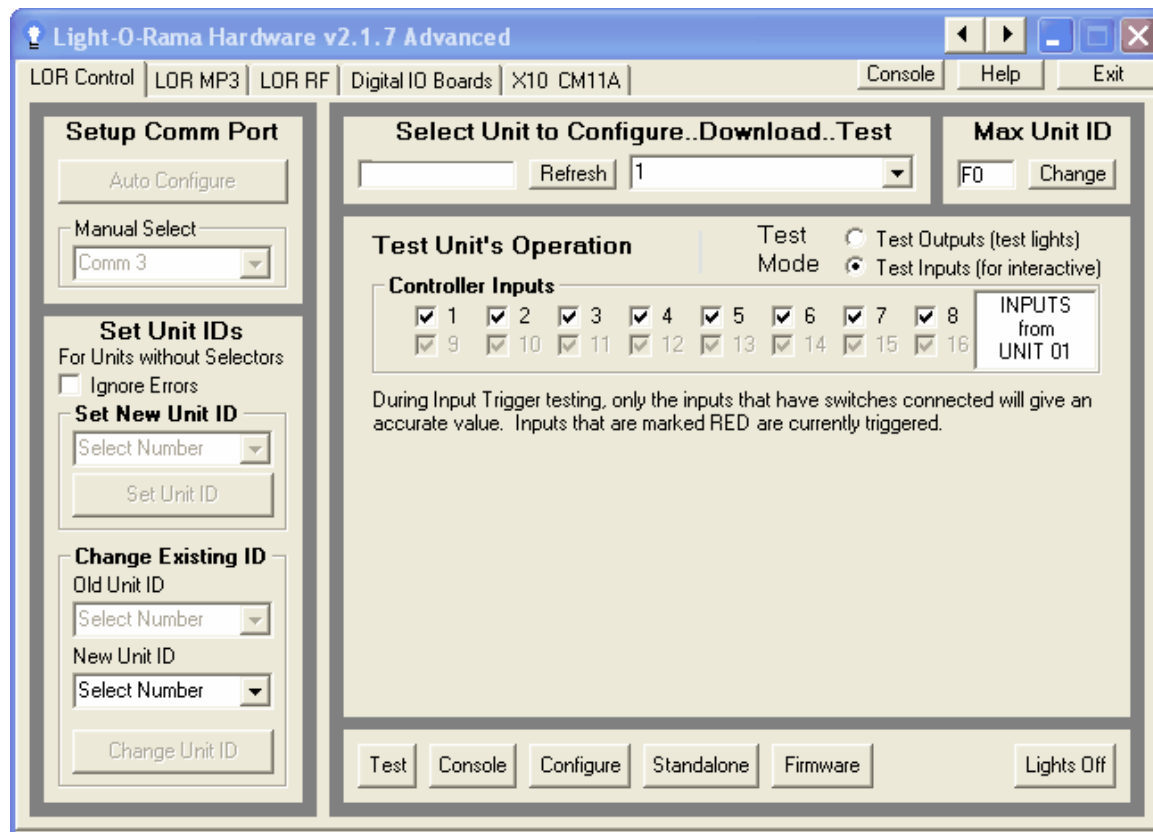 Light-O-Rama Hardware v2.1.7 Advanced
LOR Control
LOR MP3
LOR RF
Digital IO Boards
X10 CM11A
Console
Help
Exit
Setup Comm Port
Auto Configure
Manual Select
Comm 3
Set Unit IDs
For Units without Selectors
Ignore Errors
Set New Unit ID
Select Number
Set Unit ID
Change Existing ID
Old Unit ID
Select Number
New Unit ID
Select Number
Change Unit ID
Select Unit to Configure..Download..Test
Refresh
1
Max Unit ID
F0
Change
Test Unit's Operation
Test
Mode
Test Outputs (test lights)
Test Inputs (for interactive)
Controller Inputs
1 2 3 4 5 6 7 8
9 10 11 12 13 14 15 16
INPUTS
from
UNIT 01
During Input Trigger testing, only the inputs that have switches connected will give an
accurate value. Inputs that are marked RED are currently triggered.
Test
Console
Configure
Standalone
Firmware
Lights Off